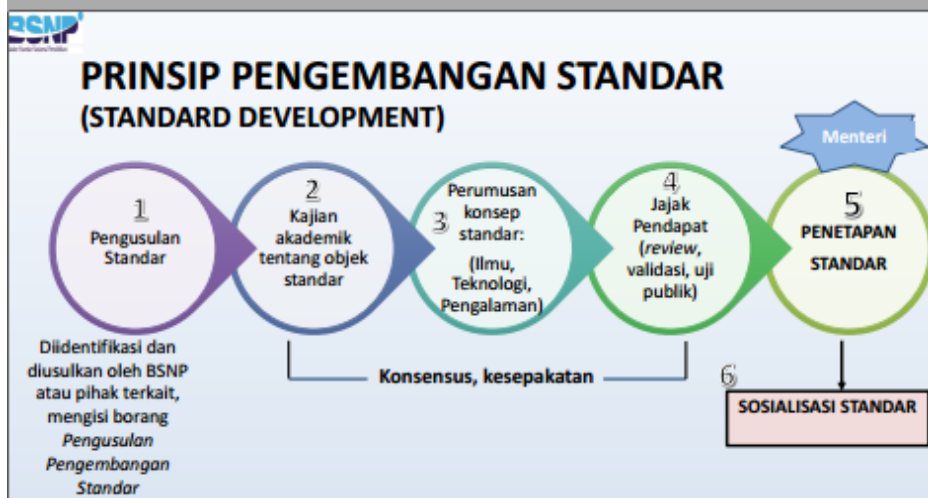 BSNP
PRINSIP PENGEMBANGAN STANDAR
(STANDARD DEVELOPMENT)
Menteri
1
Pengusulan
Standar
2
Kajian
akademik
tentang objek
standar
3
Perumusan
konsep
standar:
(Ilmu,
Teknologi,
Pengalaman)
4
Jajak
Pendapat
(review,
validasi, uji
publik)
5
PENETAPAN
STANDAR
Diidentifikasi dan
diusulkan oleh BSNP
atau pihak terkait,
mengisi borang
Pengusulan
Pengembangan
Standar
Konsensus, kesepakatan
6
SOSIALISASI STANDAR